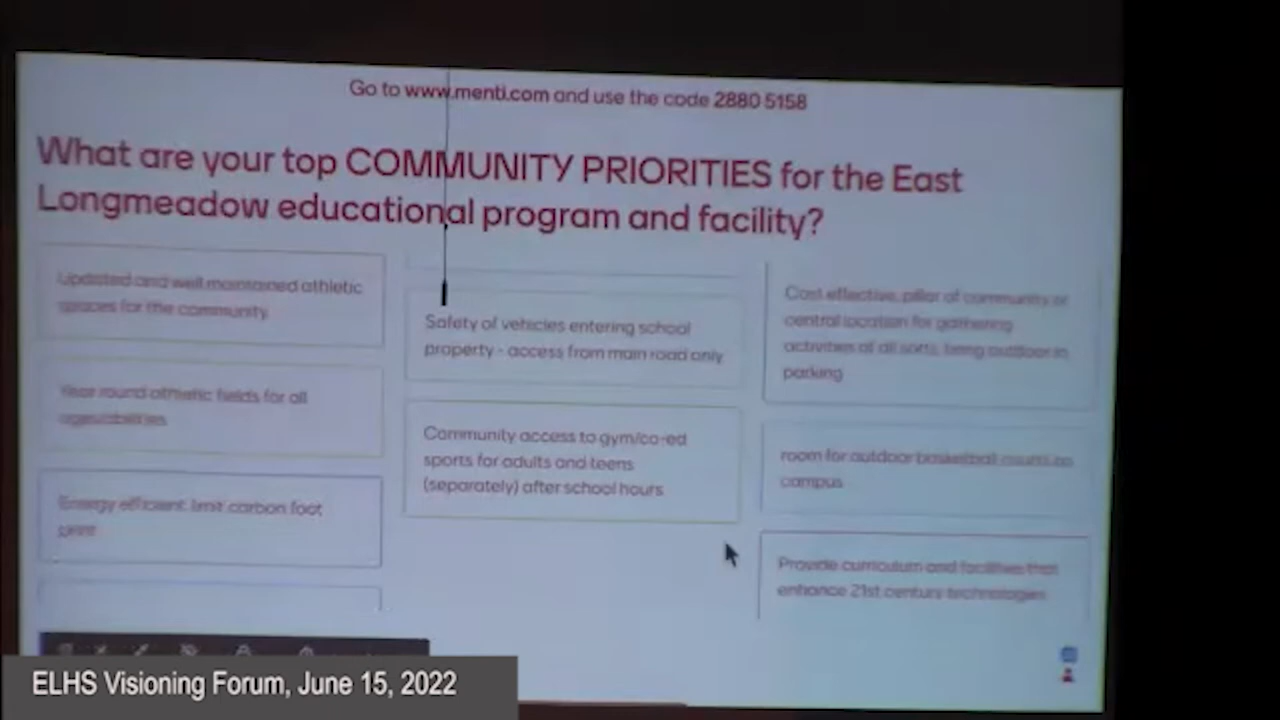 Go to www.menti.com and use the code 2880 5158
What are your top COMMUNITY PRIORITIES for the East
Longmeadow educational program and facility?
Updated and well maintained athletic
spaces for the community
Year round athletic fields for all
ages/abilities
Energy efficient limit carbon foot
print
Safety of vehicles entering school
property - access from main road only
Community access to gym/co-ed
sports for adults and teens
(separately) after school hours
Cost effective, pillar of community or
central location for gathering
activities of all sorts, being outdoor in
parking
room for outdoor basketball courts on
campus
Provide curriculum and facilities that
enhance 21st century technologies
ELHS Visioning Forum, June 15, 2022